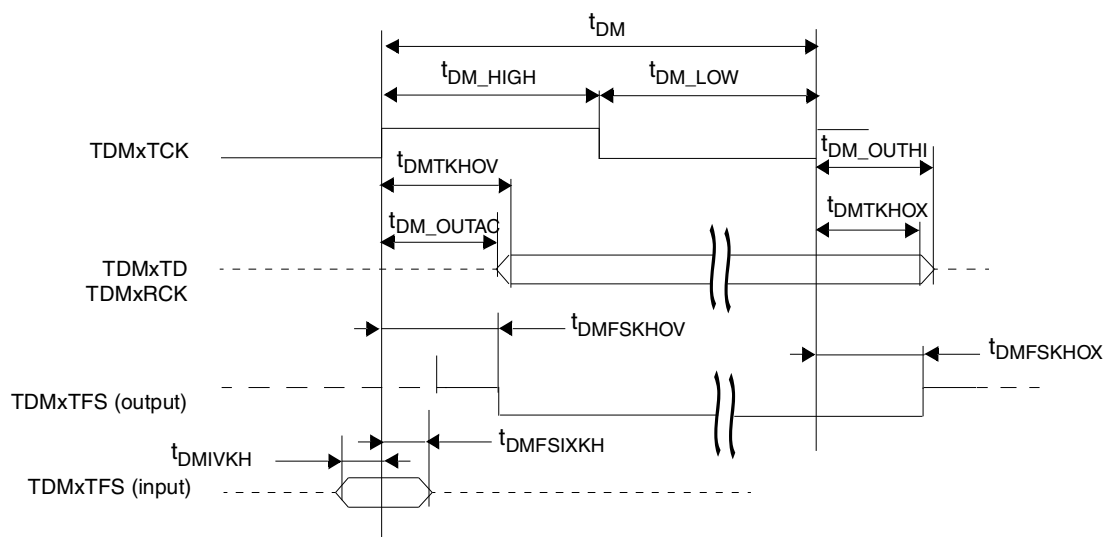 tDM
tDM_HIGH
tDM_LOW
TDMxTCK
tDM_OUTHI
tDMTKHOV
tDMTKHOX
tDM_OUTAC
TDMxTD
TDMxRCK
tDMFSKHOV
tDMFSKHOX
TDMxTFS (output)
tDMFSIXKH
tDMIVKH
TDMxTFS (input)